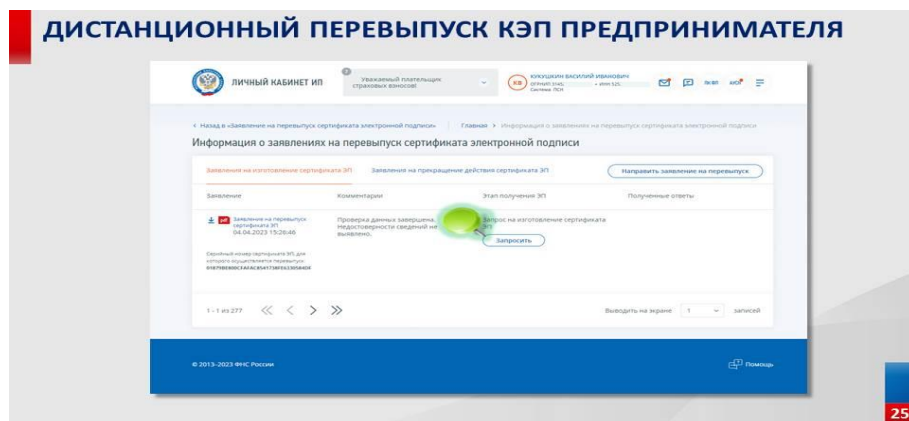 ДИСТАНЦИОННЫЙ ПЕРЕВЫПУСК КЭП ПРЕДПРИНИМАТЕЛЯ
ЛИЧНЫЙ КАБИНЕТ ИП
Уважаемый плательщик
страховых взносов!
КВ
КУКУШКИН ВАСИЛИЙ ИВАНОВИЧ
Система ПСН
< Назад в «Заявление на перевыпуск сертификата электронной подписи»
Главная > Информация о заявлениях на перевыпуск сертификата электронной подписи
Информация о заявлениях на перевыпуск сертификата электронной подписи
Заявления на изготовление сертификата ЭП
Заявления на прекращение действия сертификата ЭП
Направить заявление на перевыпуск
Заявление
Комментарии
Этап получения ЭП
Полученные ответы
Заявление на перевыпуск
сертификата ЭП
04.04.2023 15:26:46
Проверка данных завершена.
Недостоверности сведений не
выявлено.
Запрос на изготовление сертификата
ЭП
Запросить
Серийный номер сертификата ЭП, для
которого осуществляется перевыпуск:
1 - 1 из 277
Выводить на экране
1
записей
© 2013-2023 ФНС России
Помощь
25